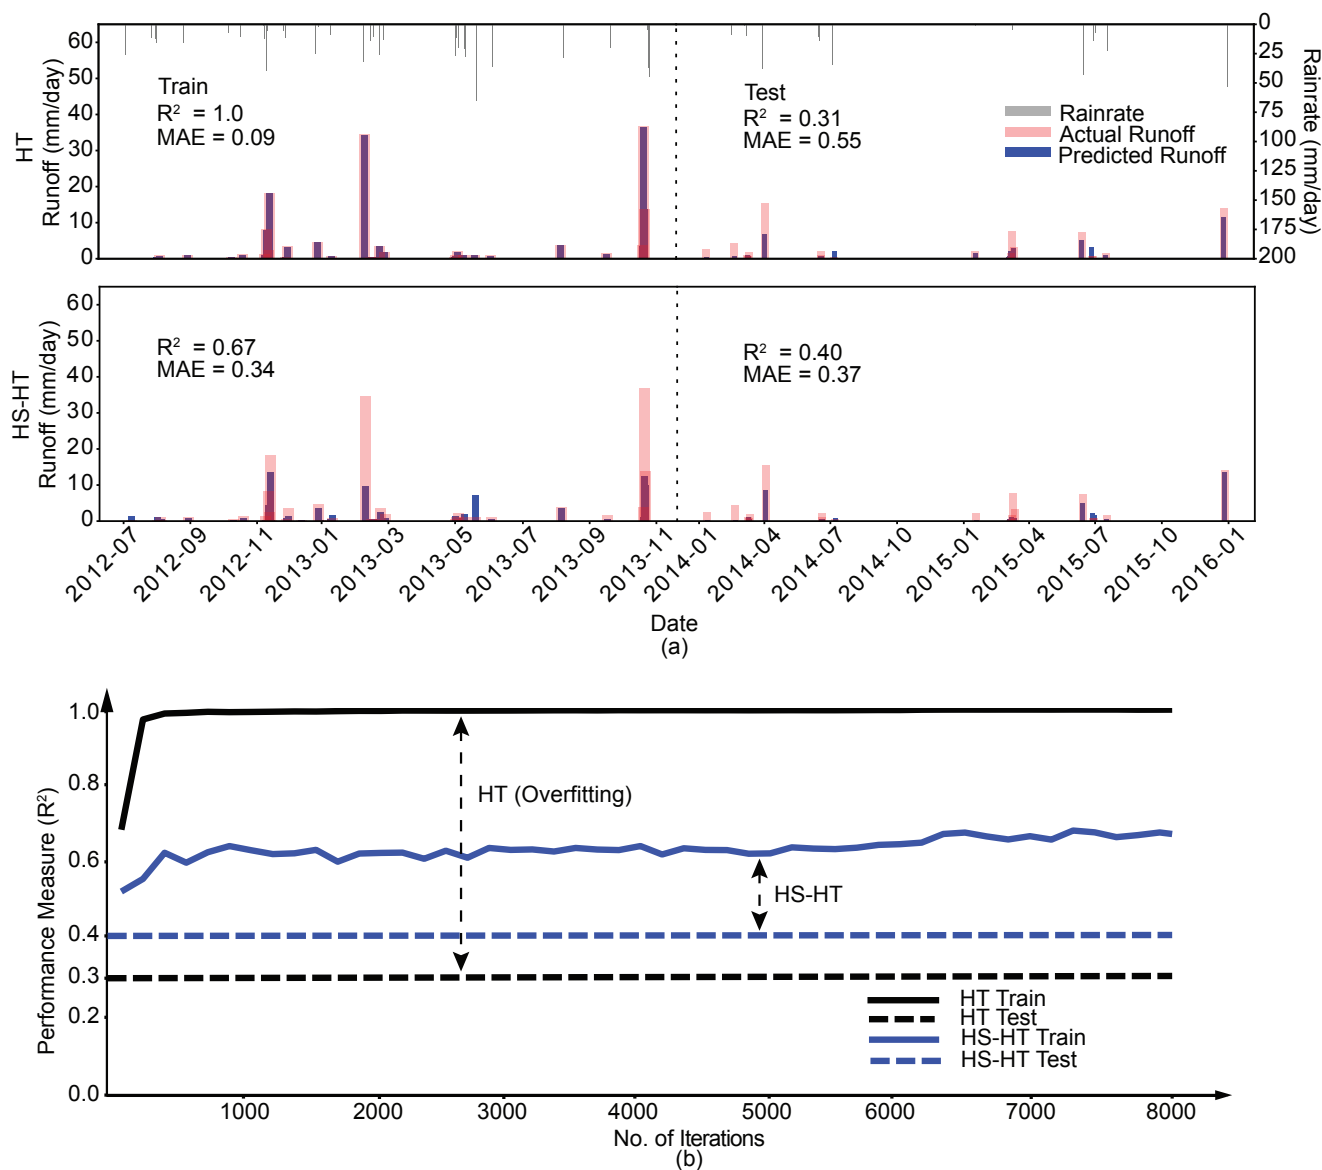 60
50
40
30
20
10
0
HT
Runoff (mm/day)
Train
R² = 1.0
MAE = 0.09
Test
R² = 0.31
MAE = 0.55
Rainrate
Actual Runoff
Predicted Runoff
0
25
50
75
100
125
150
175
200
Rainrate (mm/day)
60
50
40
30
20
10
0
HS-HT
Runoff (mm/day)
R² = 0.67
MAE = 0.34
R² = 0.40
MAE = 0.37
2012-07
2012-09
2012-11
2013-01
2013-03
2013-05
2013-07
2013-09
2013-11
2014-01
2014-04
2014-07
2014-10
2015-01
2015-04
2015-07
2015-10
2016-01
Date
(a)
1.0
0.8
0.6
0.4
0.3
0.2
0.0
Performance Measure (R²)
HT (Overfitting)
HS-HT
HT Train
HT Test
HS-HT Train
HS-HT Test
1000 2000 3000 4000 5000 6000 7000 8000
No. of Iterations
(b)